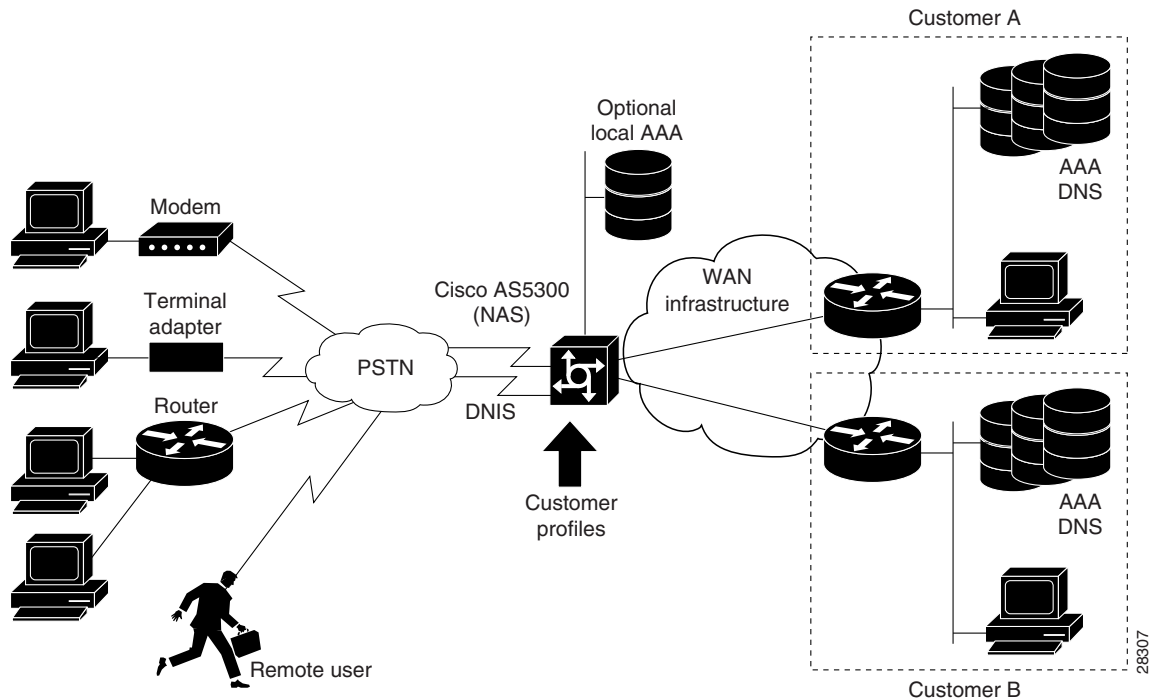 Customer A
Optional
local AAA
AAA
DNS
Modem
WAN
infrastructure
Cisco AS5300
(NAS)
Terminal
adapter
PSTN
Router
DNIS
Customer
profiles
AAA
DNS
Remote user
28307
Customer B